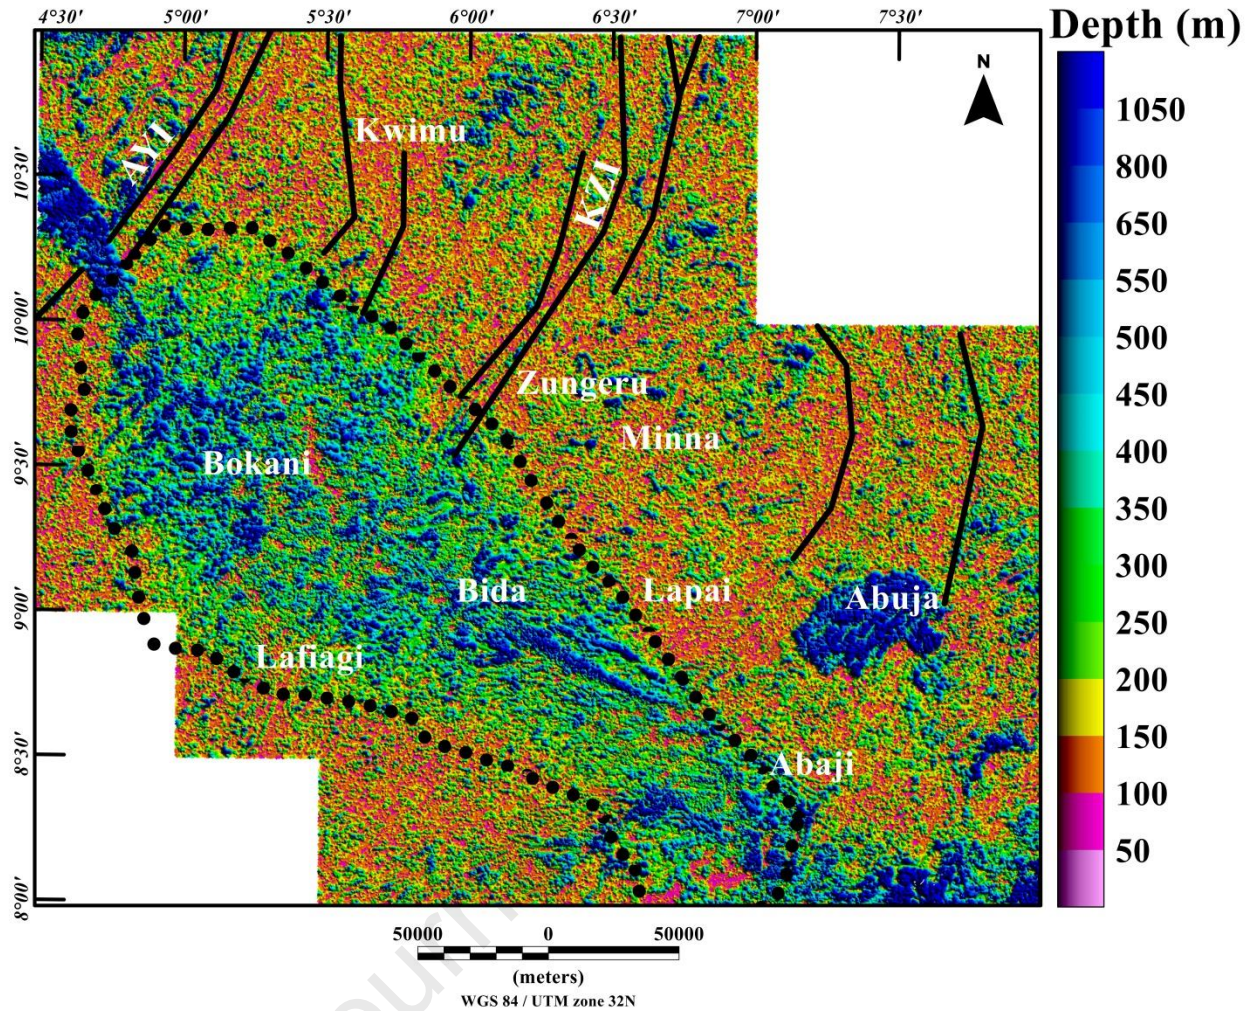 4°30' 5°00' 5°30' 6°00' 6°30' 7°00' 7°30'
Depth (m)
N
1050
800
650
550
500
450
400
350
300
250
200
150
100
50
10°30'
10°00'
9°30'
9°00'
8°30'
8°00'
AYI
Kwimu
KZI
Zungeru
Minna
Bokani
Bida
Lapai
Abuja
Lafiagi
Abaji
50000 0 50000
(meters)
WGS 84 / UTM zone 32N